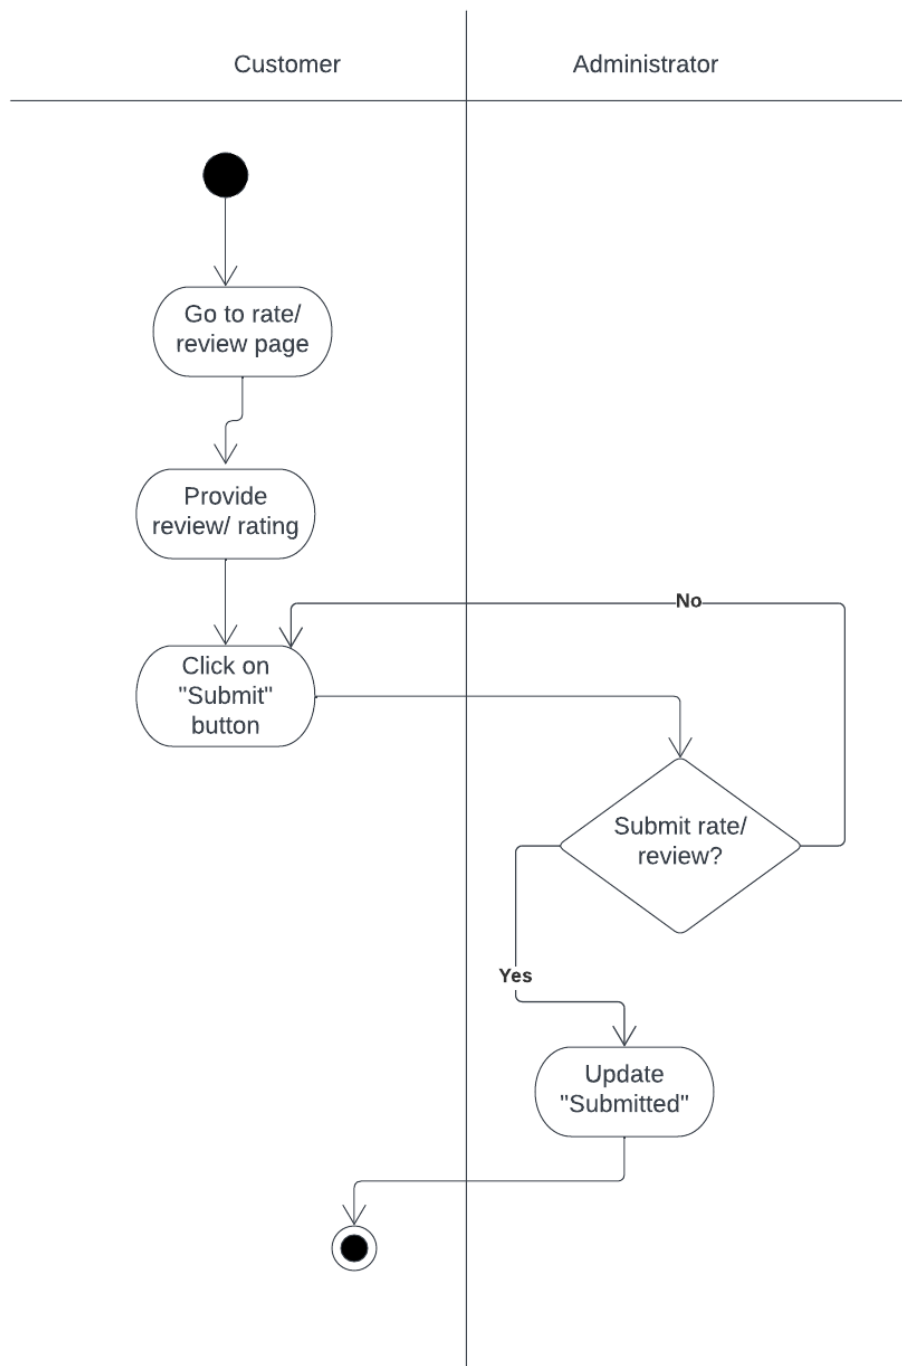 Customer
Administrator
Go to rate/
review page
Provide
review/ rating
No
Click on
"Submit"
button
Submit rate/
review?
Yes
Update
"Submitted"